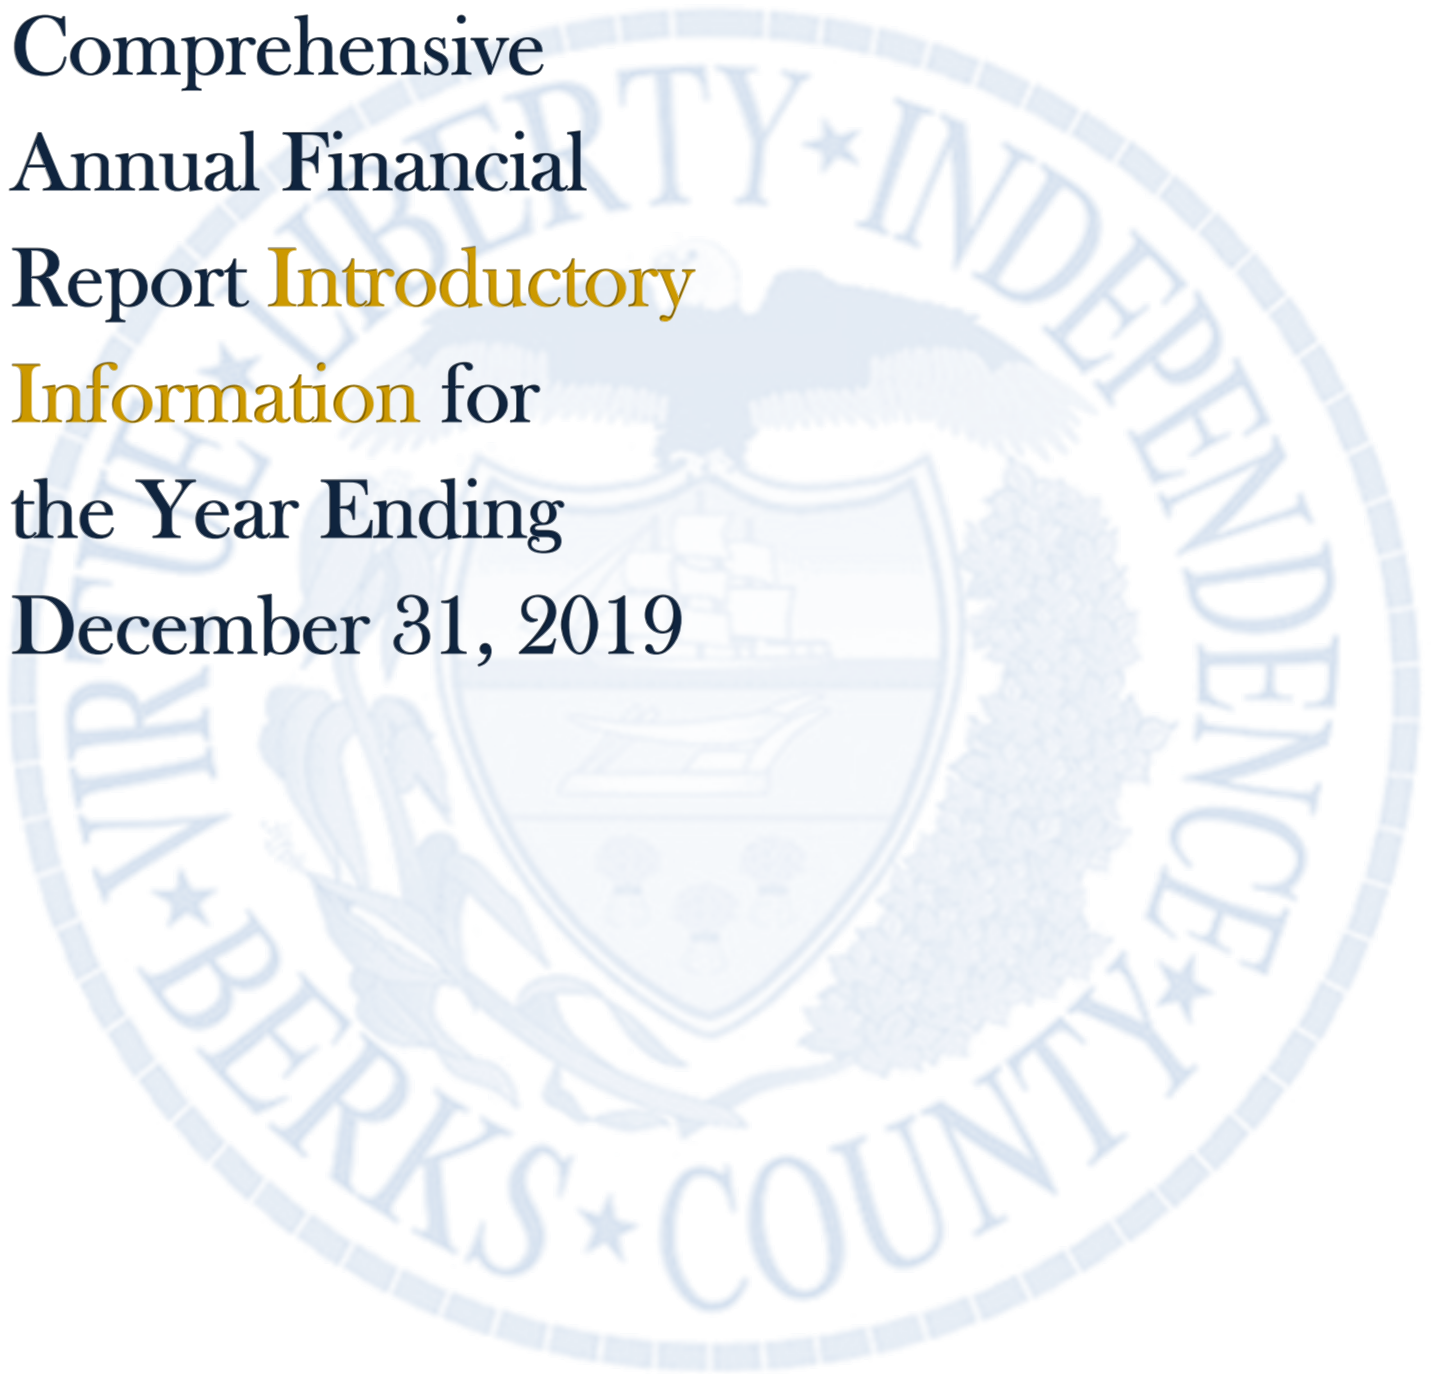 Comprehensive
Annual Financial
Report Introductory
Information for
the Year Ending
December 31, 2019
VIRTUE ★ LIBERTY ★ INDEPENDENCE
★ BERKS ★ COUNTY ★